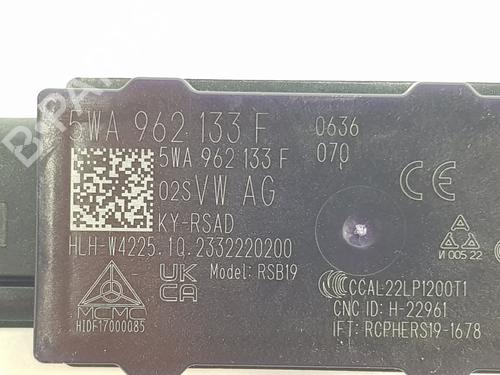 5WA 962 133 F
0636
5WA 962 133 F
070
02S VW AG
CE
KY-RSAD
HLH-W4225.10.2332220200
И 005 22
UK
CA
Model: RSB19
CCAL22LP1200T1
CNC ID: H-22961
MCMC
HIDF17000085
IFT: RCPHERS19-1678
B-PARTS